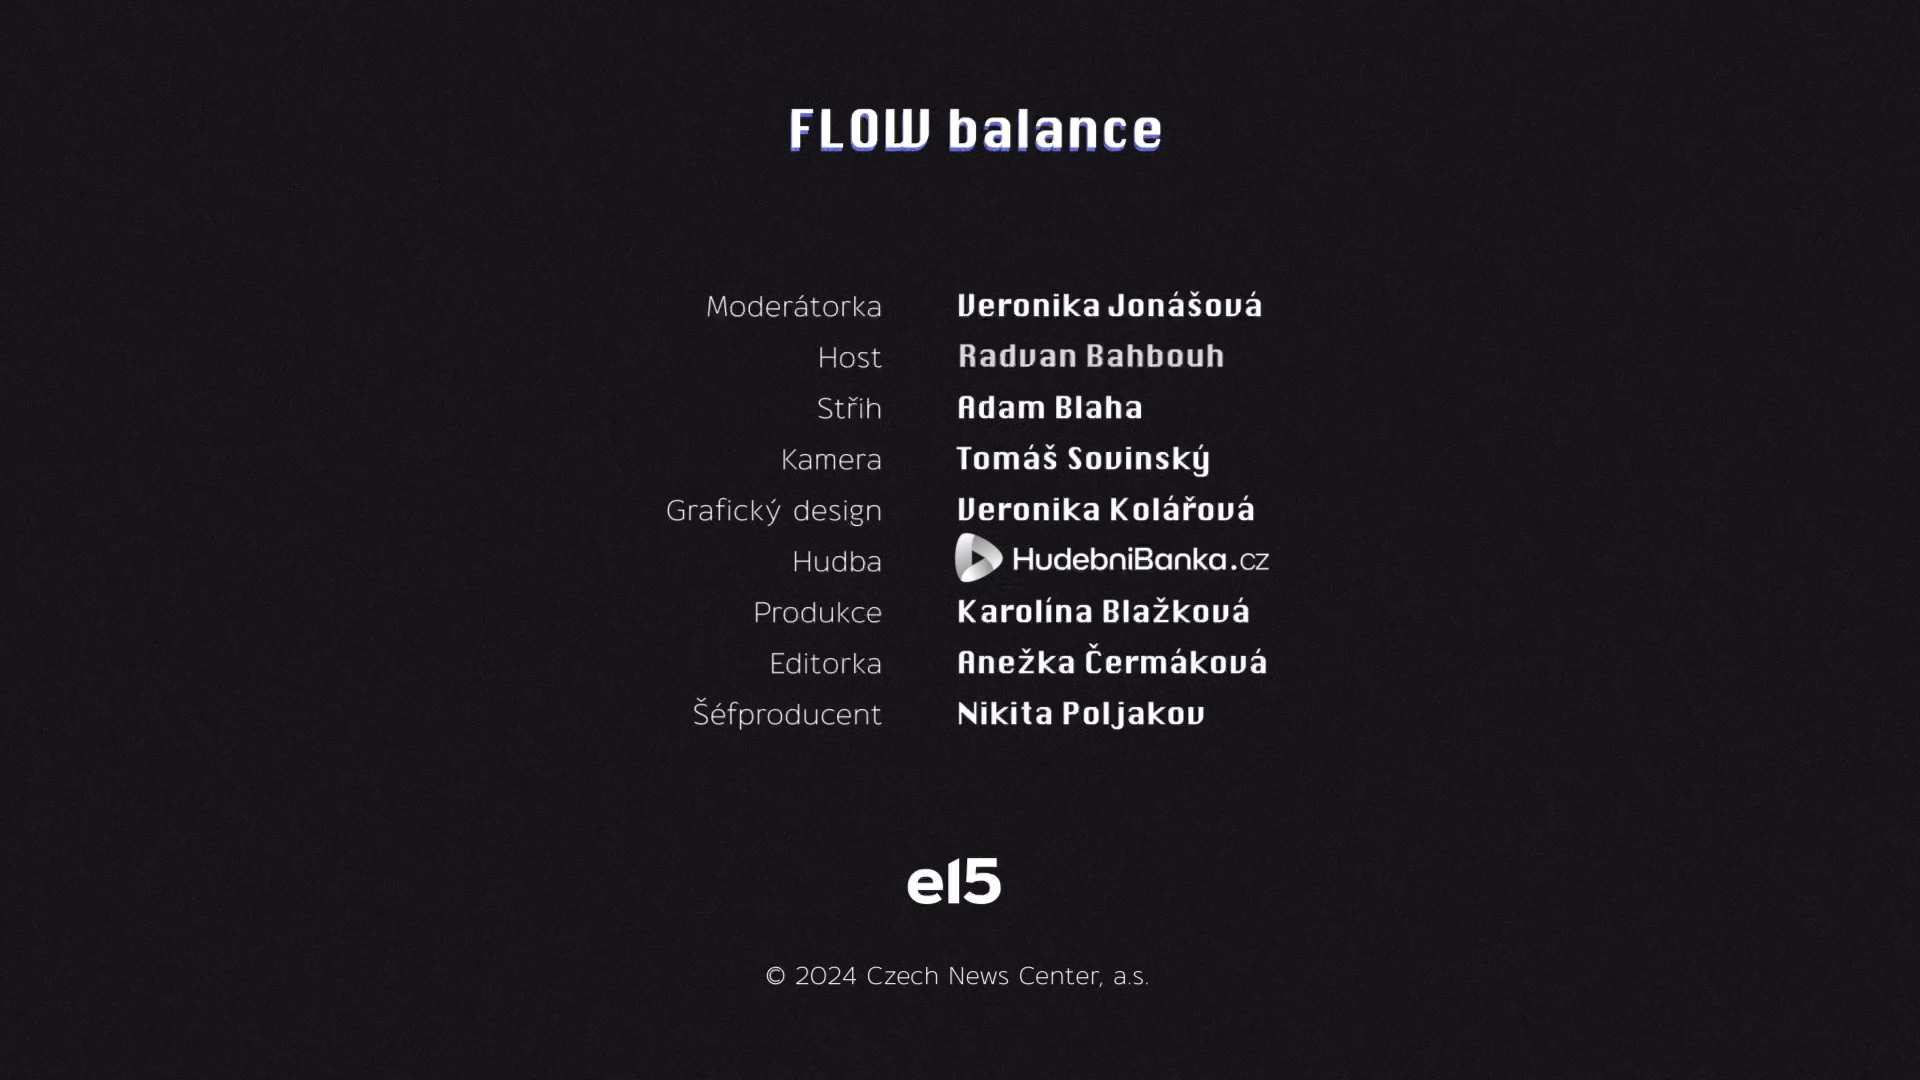 FLOW balance
Moderátorka Veronika Jonášová
Host Radvan Bahbouh
Střih Adam Blaha
Kamera Tomáš Sovinský
Grafický design Veronika Kolářová
Hudba HudebniBanka.cz
Produkce Karolína Blažková
Editorka Anežka Čermáková
Šéfproducent Nikita Poljakov
e15
© 2024 Czech News Center, a.s.